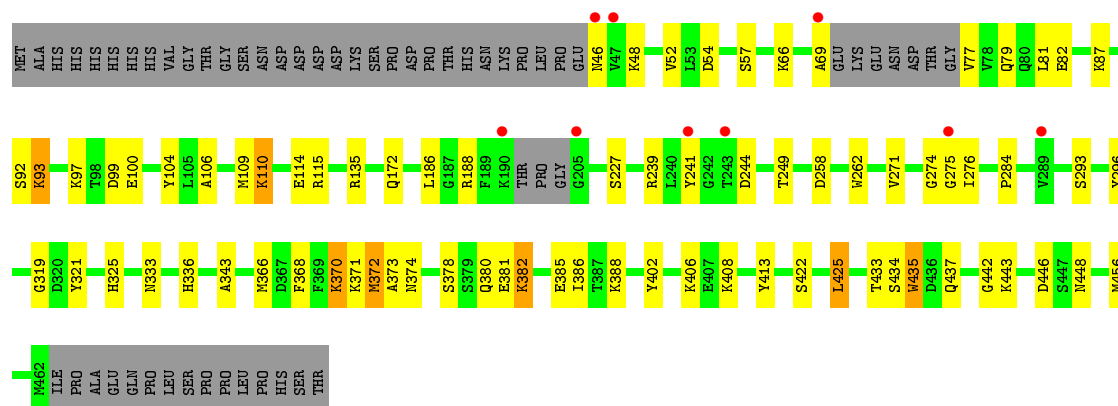 MET ALA HIS HIS HIS HIS HIS HIS VAL GLY THR GLY SER ASN ASP ASP ASP ASP LYS SER PRO ASP PRO THR HIS ASN LYS PRO LEU PRO GLU N46 V47 K48 V52 L53 D54 S57 K66 A69 GLU LYS GLU ASN ASP THR GLY V77 V78 Q79 Q80 L81 E82 K87
S92 K93 K97 T98 D99 E100 Y104 L105 A106 M109 K110 E114 R115 R135 Q172 L186 G187 R188 F189 K190 THR PRO GLY G205 S227 R239 L240 Y241 G242 T243 D244 T249 D258 W262 V271 G274 G275 I276 P284 V289 S293 Y296
G319 D320 Y321 H325 N333 H336 A343 M366 D367 F368 F369 K370 K371 M372 A373 N374 S378 S379 Q380 E381 K382 E385 I386 T387 K388 Y402 K406 E407 K408 Y413 S422 L425 T433 S434 W435 D436 Q437 G442 K443 D446 S447 N448 M456
M462 ILE PRO ALA GLU GLN PRO LEU SER PRO PRO LEU PRO HIS SER THR